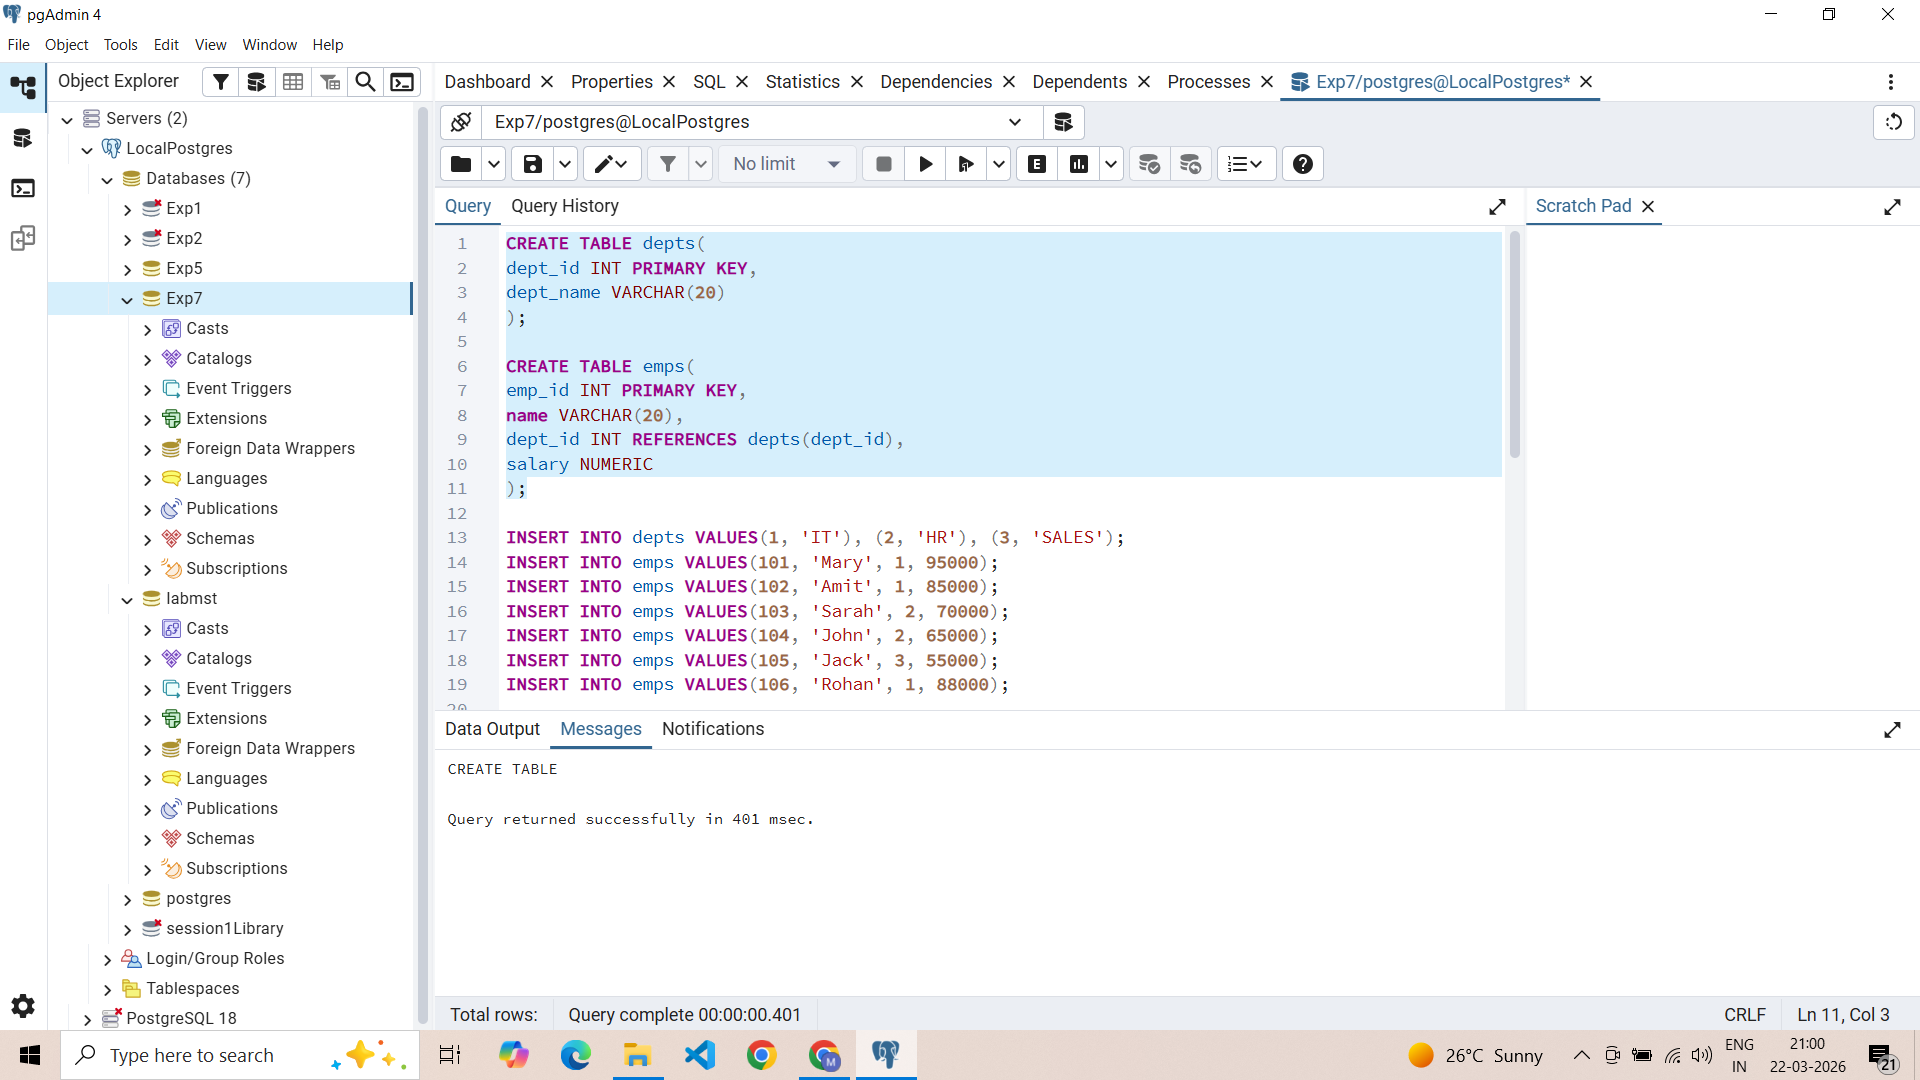 pgAdmin 4
File Object Tools Edit View Window Help
Object Explorer
Dashboard Properties SQL Statistics Dependencies Dependents Processes Exp7/postgres@LocalPostgres*
Servers (2)
LocalPostgres
Databases (7)
Exp1
Exp2
Exp5
Exp7
Casts
Catalogs
Event Triggers
Extensions
Foreign Data Wrappers
Languages
Publications
Schemas
Subscriptions
labmst
Casts
Catalogs
Event Triggers
Extensions
Foreign Data Wrappers
Languages
Publications
Schemas
Subscriptions
postgres
session1Library
Login/Group Roles
Tablespaces
PostgreSQL 18
Exp7/postgres@LocalPostgres
No limit
E
Query Query History
Scratch Pad
1 CREATE TABLE depts(
2 dept_id INT PRIMARY KEY,
3 dept_name VARCHAR(20)
4 );
5
6 CREATE TABLE emps(
7 emp_id INT PRIMARY KEY,
8 name VARCHAR(20),
9 dept_id INT REFERENCES depts(dept_id),
10 salary NUMERIC
11 );
12
13 INSERT INTO depts VALUES(1, 'IT'), (2, 'HR'), (3, 'SALES');
14 INSERT INTO emps VALUES(101, 'Mary', 1, 95000);
15 INSERT INTO emps VALUES(102, 'Amit', 1, 85000);
16 INSERT INTO emps VALUES(103, 'Sarah', 2, 70000);
17 INSERT INTO emps VALUES(104, 'John', 2, 65000);
18 INSERT INTO emps VALUES(105, 'Jack', 3, 55000);
19 INSERT INTO emps VALUES(106, 'Rohan', 1, 88000);
20
Data Output Messages Notifications
CREATE TABLE
Query returned successfully in 401 msec.
Total rows: Query complete 00:00:00.401
CRLF Ln 11, Col 3
Type here to search
M
26°C Sunny
ENG
IN
21:00
22-03-2026
21